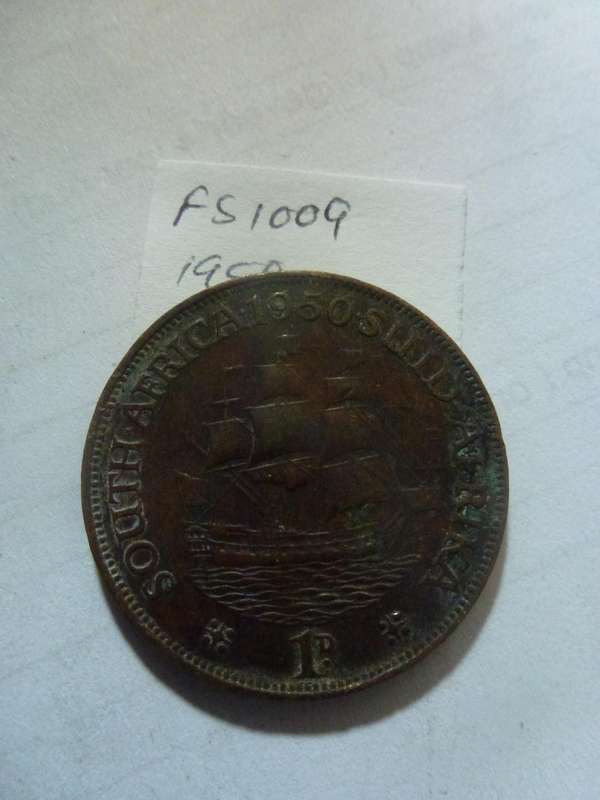 FS1009
1950
SOUTH AFRICA 1950 SUID-AFRIKA
1D